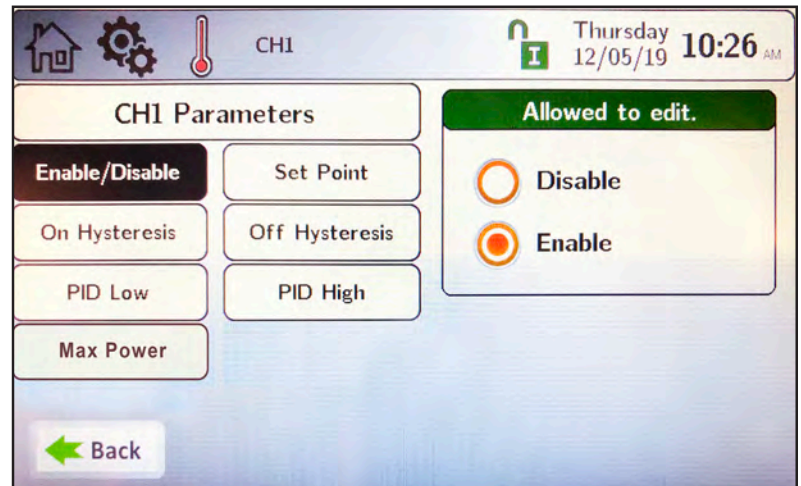 CH1
I
Thursday
12/05/19
10:26 AM
CH1 Parameters
Enable/Disable
Set Point
On Hysteresis
Off Hysteresis
PID Low
PID High
Max Power
Back
Allowed to edit.
Disable
Enable